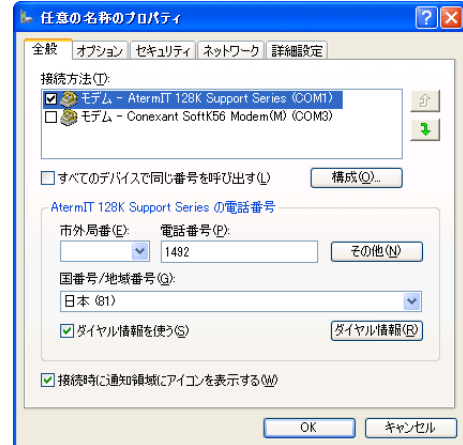 任意の名称のプロパティ
全般 オプション セキュリティ ネットワーク 詳細設定
接続方法(T):
モデム - AtermIT 128K Support Series (COM1)
モデム - Conexant SoftK56 Modem(M) (COM3)
すべてのデバイスで同じ番号を呼び出す(L) 構成(O)...
AtermIT 128K Support Series の電話番号
市外局番(E): 電話番号(P):
1492 その他(N)
国番号/地域番号(G):
日本 (81)
ダイヤル情報を使う(S) ダイヤル情報(R)
接続時に通知領域にアイコンを表示する(W)
OK キャンセル